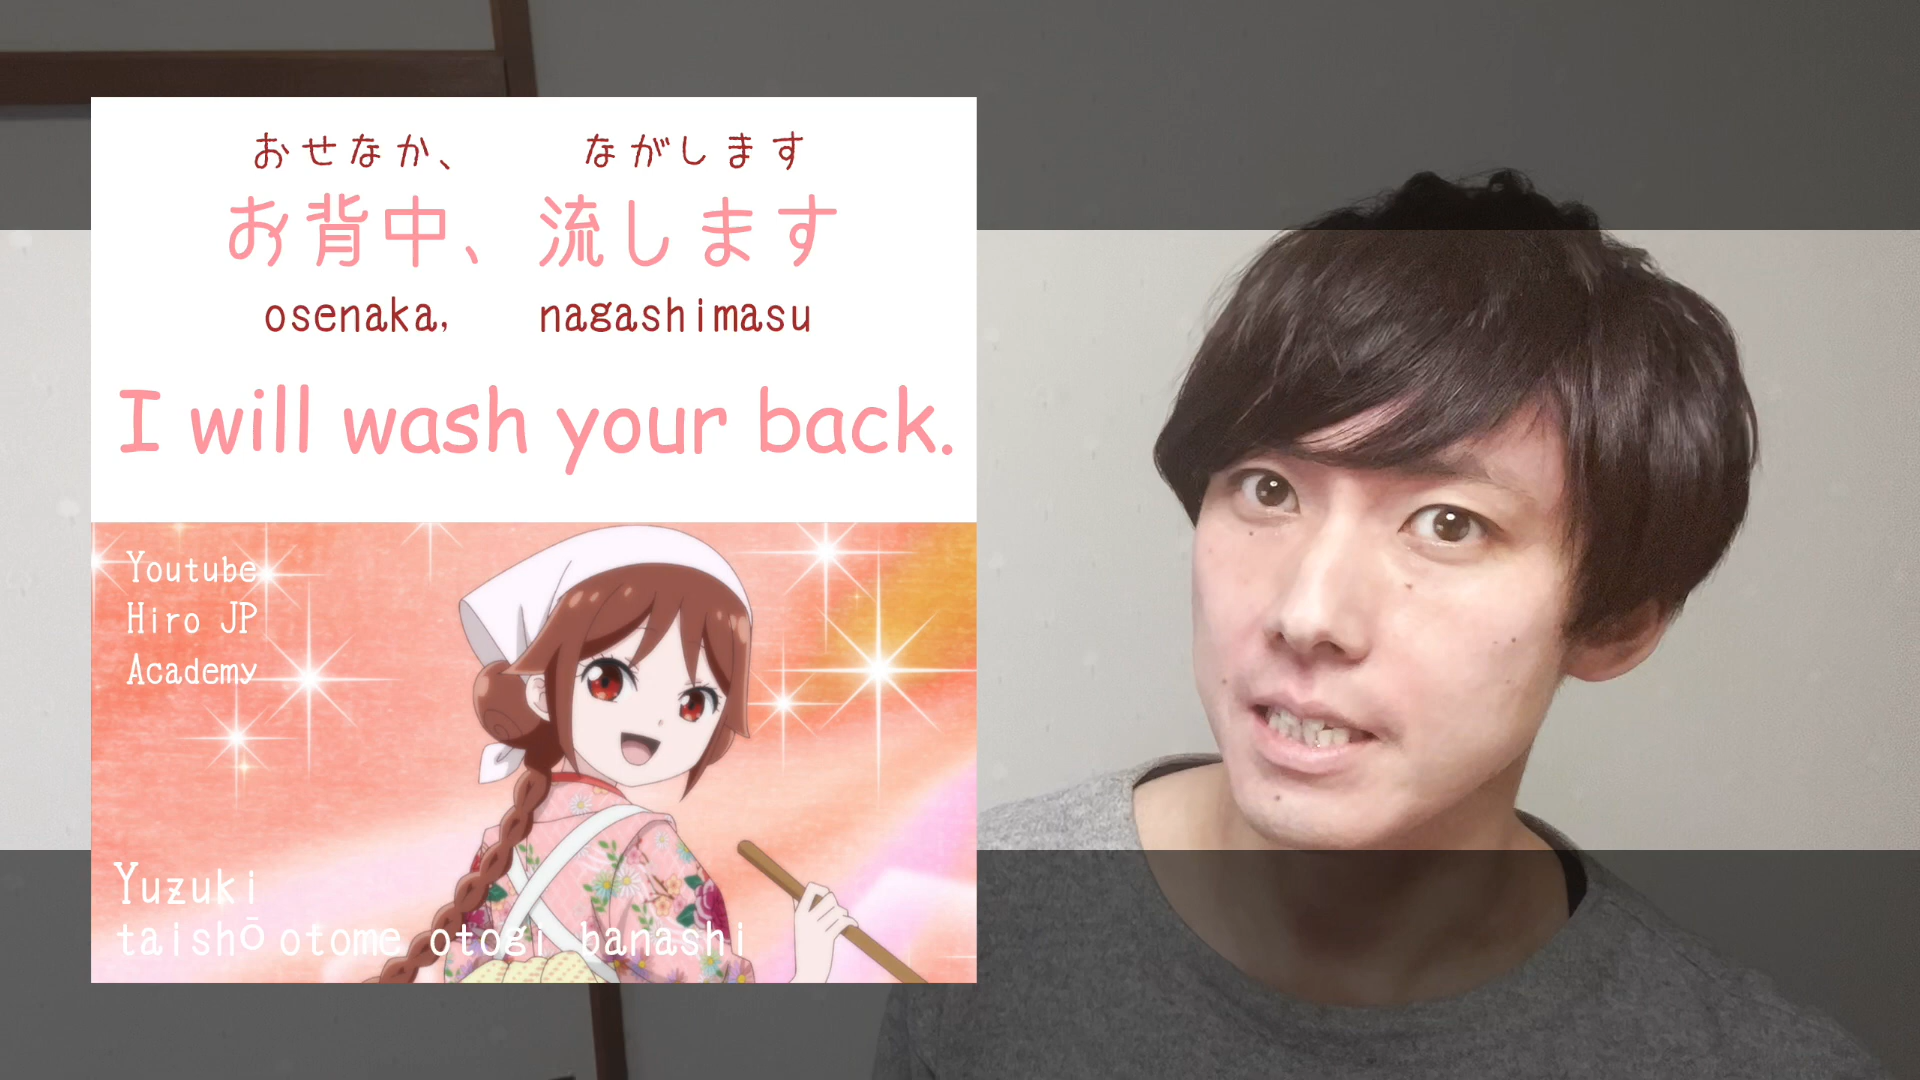 おせなか、 ながします
お背中、流します
osenaka, nagashimasu
I will wash your back.
Youtube
Hiro JP
Academy
Yuzuki
taishō otome otogi banashi